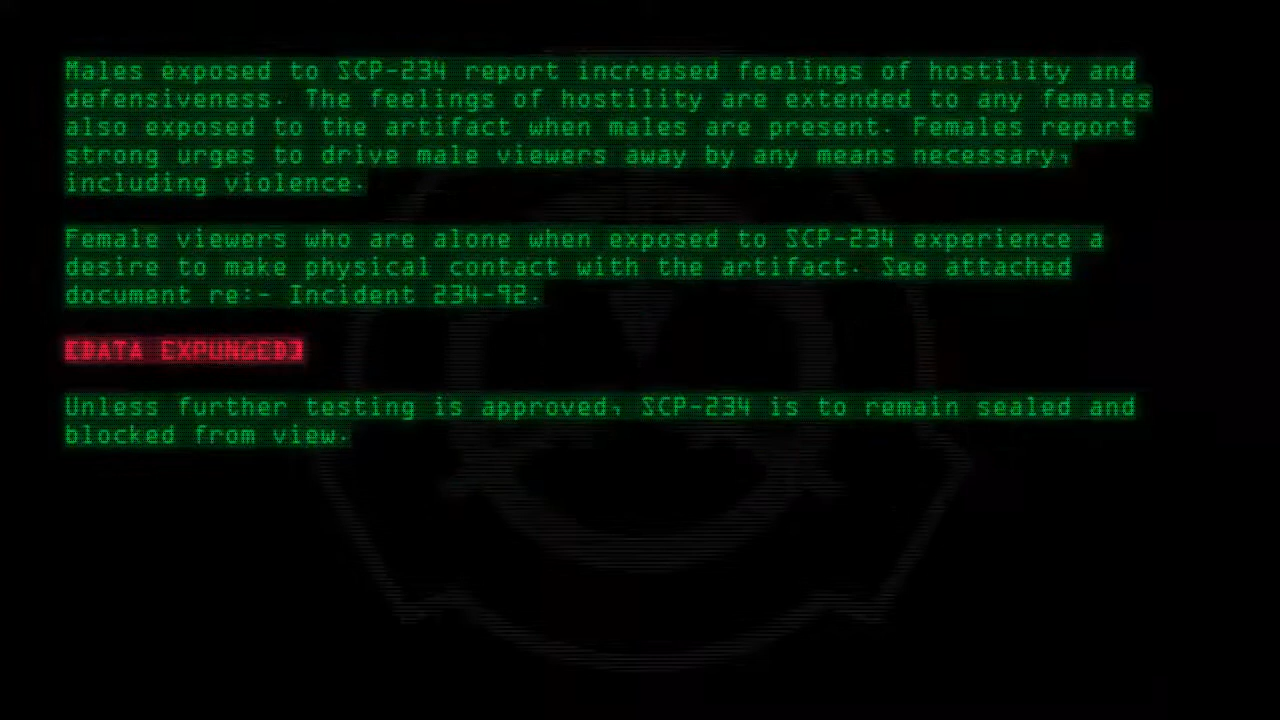 Males exposed to SCP-234 report increased feelings of hostility and
defensiveness. The feelings of hostility are extended to any females
also exposed to the artifact when males are present. Females report
strong urges to drive male viewers away by any means necessary,
including violence.
Female viewers who are alone when exposed to SCP-234 experience a
desire to make physical contact with the artifact. See attached
document re:- Incident 234-92.
[DATA EXPUNGED]
Unless further testing is approved, SCP-234 is to remain sealed and
blocked from view.